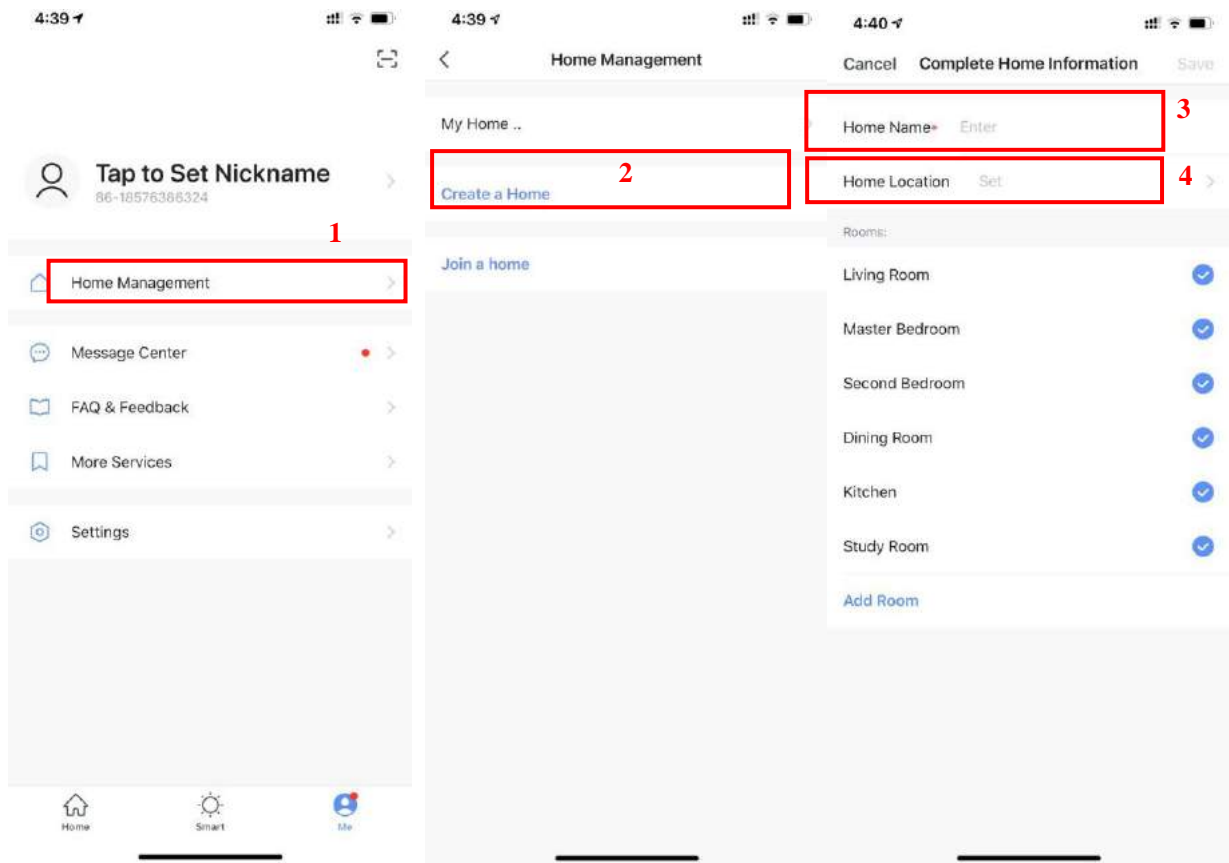 4:39
Tap to Set Nickname
86-18576386324
1
Home Management
Message Center
FAQ & Feedback
More Services
Settings
Home
Smart
Me
4:39
Home Management
My Home ..
2
Create a Home
Join a home
4:40
Cancel Complete Home Information Save
3
Home Name* Enter
Home Location Set 4
Rooms:
Living Room
Master Bedroom
Second Bedroom
Dining Room
Kitchen
Study Room
Add Room